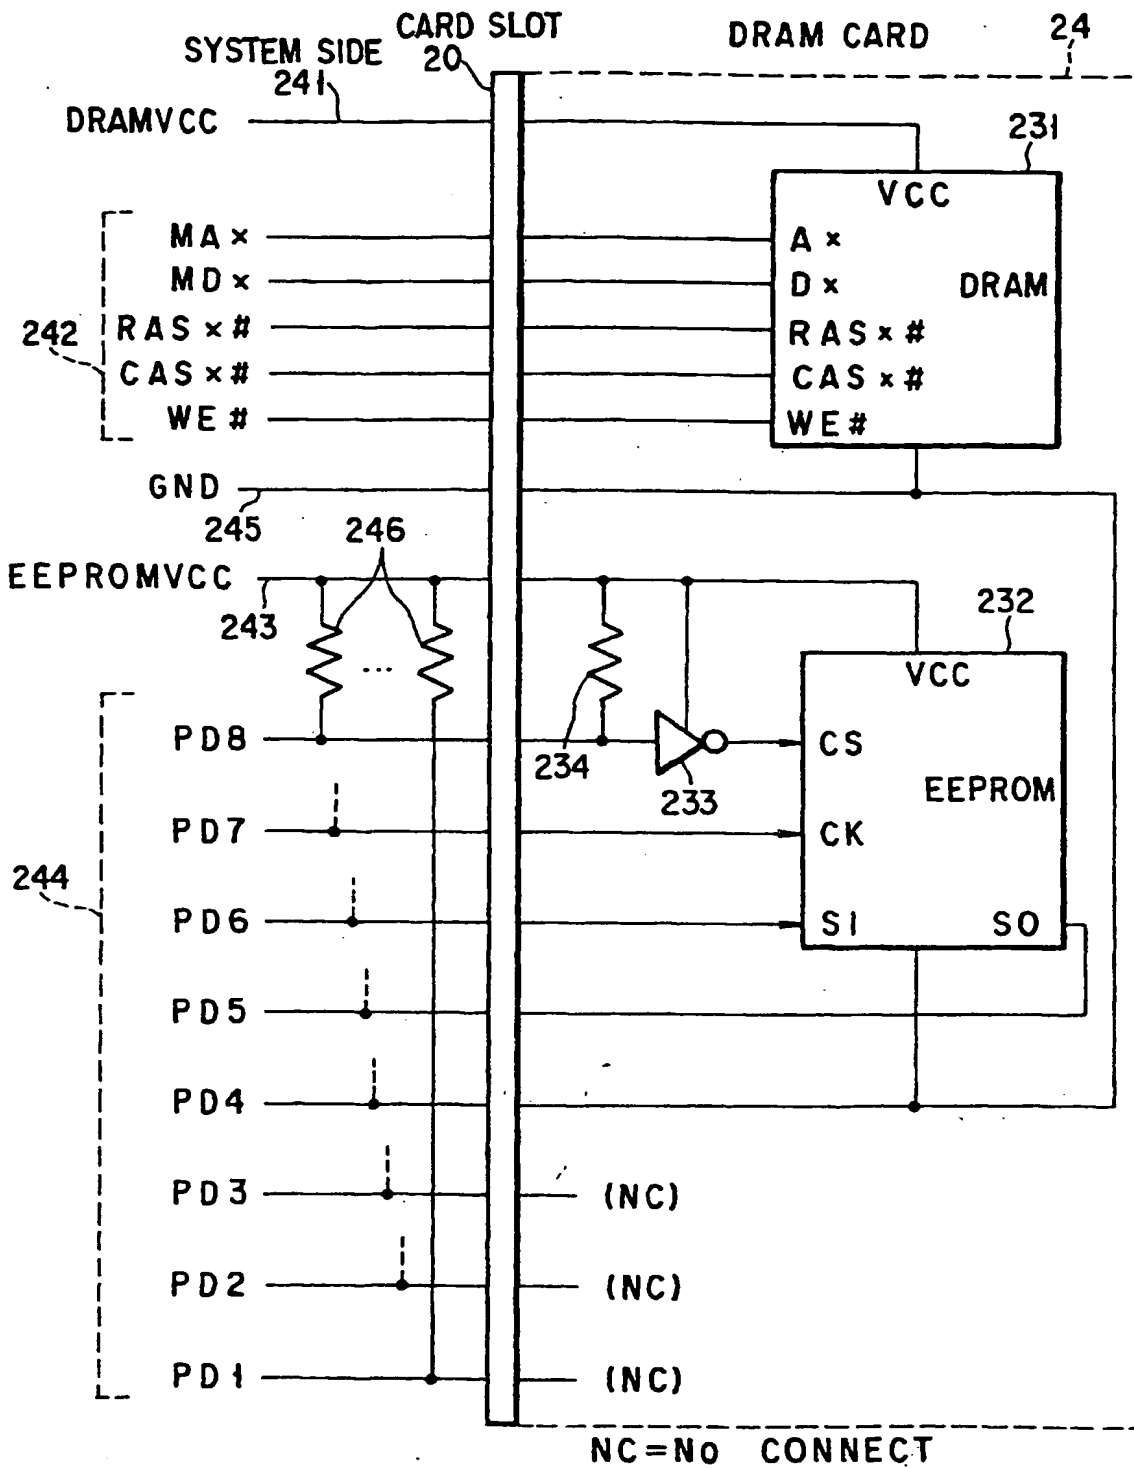 CARD SLOT
20
SYSTEM SIDE
241
DRAM CARD
24
DRAMVCC
231
VCC
242
MA×
MD×
RAS×#
CAS×#
WE#
A×
D×
RAS×#
CAS×#
WE#
DRAM
GND
245
246
EEPROMVCC
243
232
VCC
234
233
CS
CK
SI
SO
EEPROM
244
PD8
PD7
PD6
PD5
PD4
PD3
(NC)
PD2
(NC)
PD1
(NC)
NC=No CONNECT